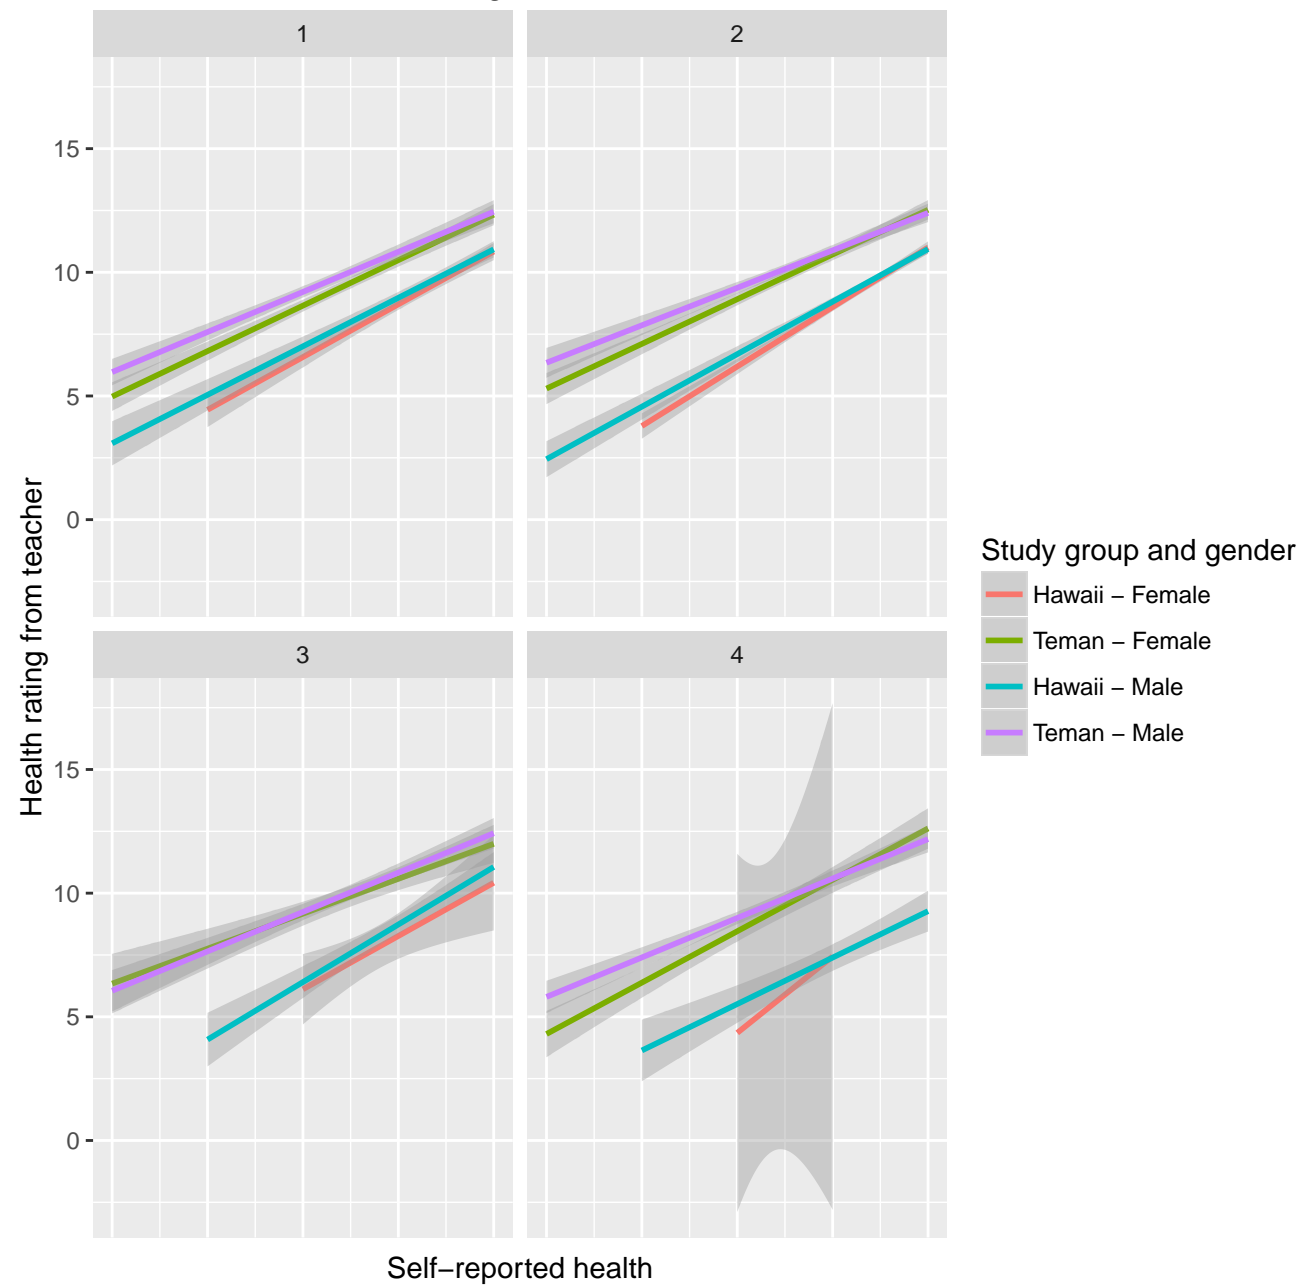 1
2
15
10
5
0
3
4
15
10
5
0
Health rating from teacher
Self−reported health
Study group and gender
Hawaii − Female
Teman − Female
Hawaii − Male
Teman − Male